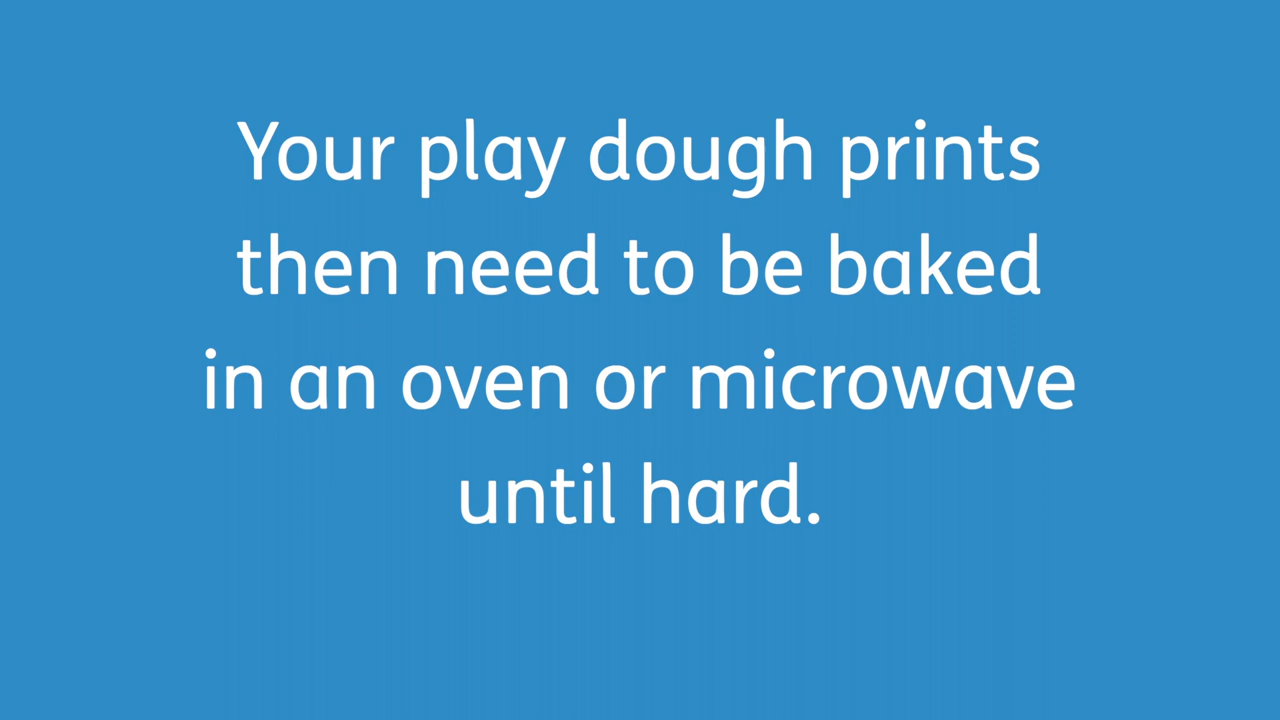 Your play dough prints
then need to be baked
in an oven or microwave
until hard.